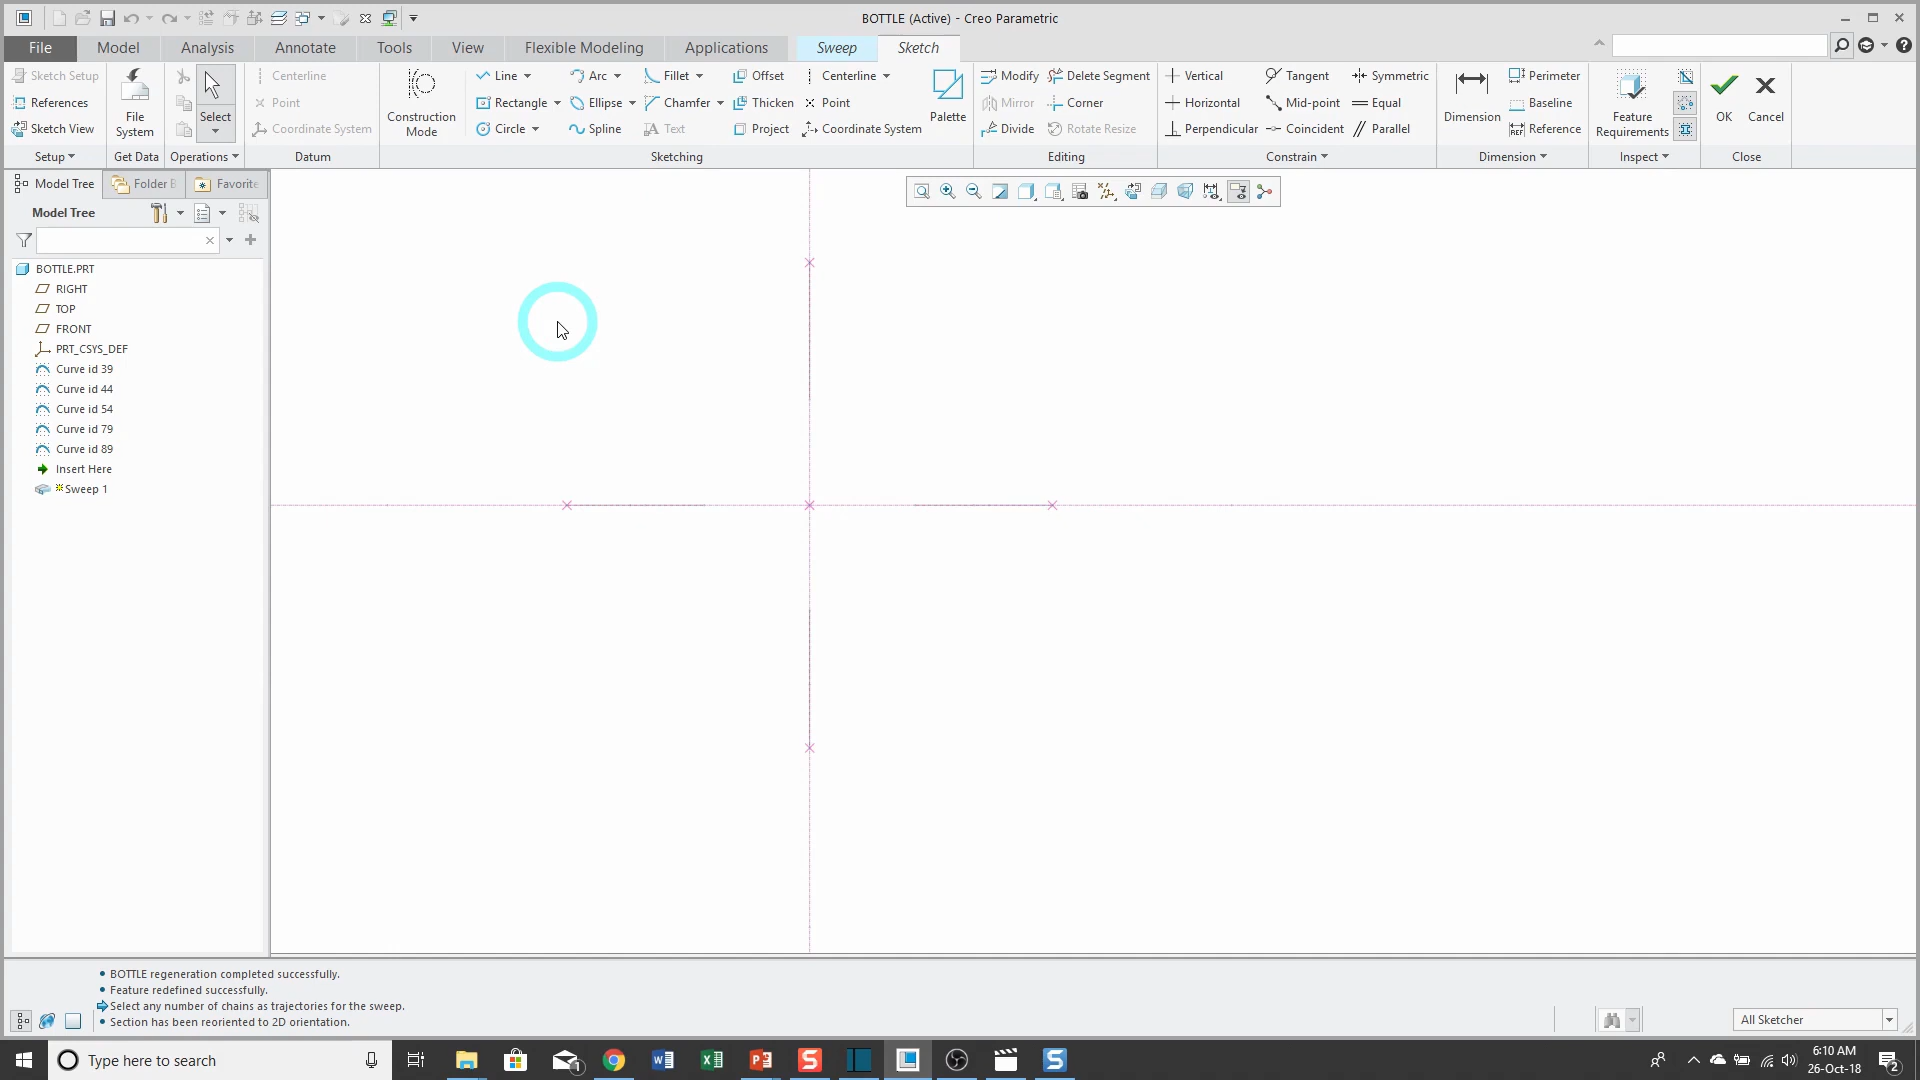 BOTTLE (Active) - Creo Parametric
File Model Analysis Annotate Tools View Flexible Modeling Applications Sweep Sketch
Sketch Setup Centerline Line Arc Fillet Offset Centerline Modify Delete Segment Vertical Tangent Symmetric Perimeter
References Point Rectangle Ellipse Chamfer Thicken Point Mirror Corner Horizontal Mid-point Equal Baseline
Sketch View Coordinate System Circle Spline Text Project Coordinate System Divide Rotate Resize Perpendicular Coincident Parallel Reference
File System
Select
Construction Mode
Palette
Dimension
Feature Requirements
OK
Cancel
Setup Get Data Operations Datum Sketching Editing Constrain Dimension Inspect Close
Model Tree Folder B Favorite
Model Tree
BOTTLE.PRT
RIGHT
TOP
FRONT
PRT_CSYS_DEF
Curve id 39
Curve id 44
Curve id 54
Curve id 79
Curve id 89
Insert Here
Sweep 1
BOTTLE regeneration completed successfully.
Feature redefined successfully.
Select any number of chains as trajectories for the sweep.
Section has been reoriented to 2D orientation.
All Sketcher
Type here to search
6:10 AM
26-Oct-18